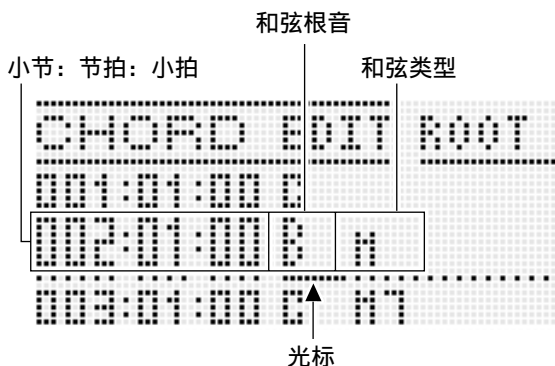 和弦根音
小节：节拍：小拍
和弦类型
CHORD EDIT ROOT
001:01:00 C
002:01:00 B M
003:01:00 C M7
光标